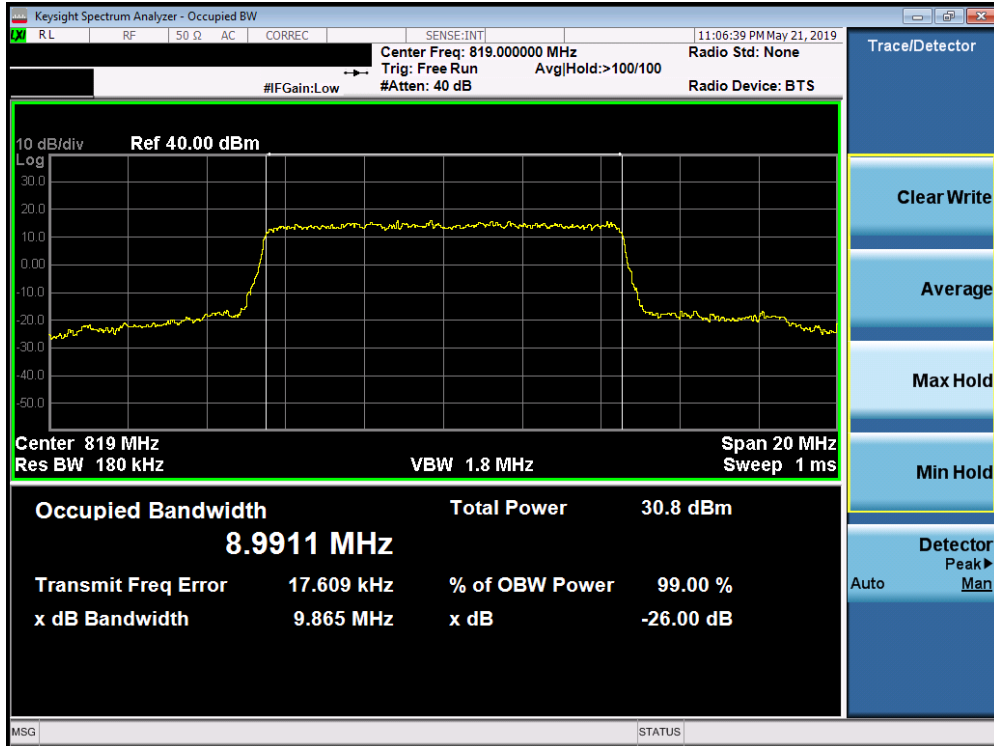 Keysight Spectrum Analyzer - Occupied BW
LXI RL RF 50 Ω AC CORREC SENSE:INT 11:06:39 PM May 21, 2019
Center Freq: 819.000000 MHz Radio Std: None
Trig: Free Run Avg|Hold:>100/100
#IFGain:Low #Atten: 40 dB Radio Device: BTS
Trace/Detector
10 dB/div Ref 40.00 dBm
Log
30.0
20.0
10.0
0.00
-10.0
-20.0
-30.0
-40.0
-50.0
Center 819 MHz Span 20 MHz
Res BW 180 kHz VBW 1.8 MHz Sweep 1 ms
Occupied Bandwidth Total Power 30.8 dBm
8.9911 MHz
Transmit Freq Error 17.609 kHz % of OBW Power 99.00 %
x dB Bandwidth 9.865 MHz x dB -26.00 dB
Clear Write
Average
Max Hold
Min Hold
Detector
Peak▶
Auto Man
MSG STATUS